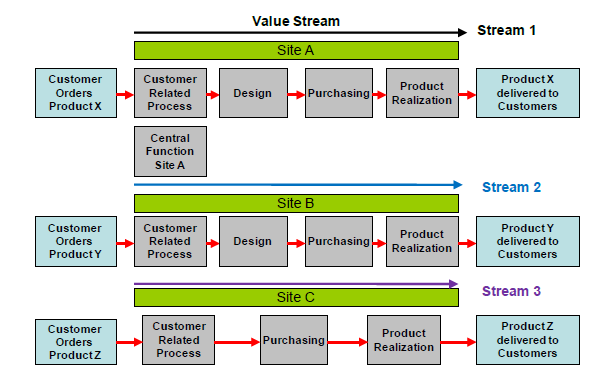 Value Stream
Stream 1
Site A
Customer
Orders
Product X
Customer
Related
Process
Design
Purchasing
Product
Realization
Product X
delivered to
Customers
Central
Function
Site A
Stream 2
Site B
Customer
Orders
Product Y
Customer
Related
Process
Design
Purchasing
Product
Realization
Product Y
delivered to
Customers
Stream 3
Site C
Customer
Orders
Product Z
Customer
Related
Process
Purchasing
Product
Realization
Product Z
delivered to
Customers